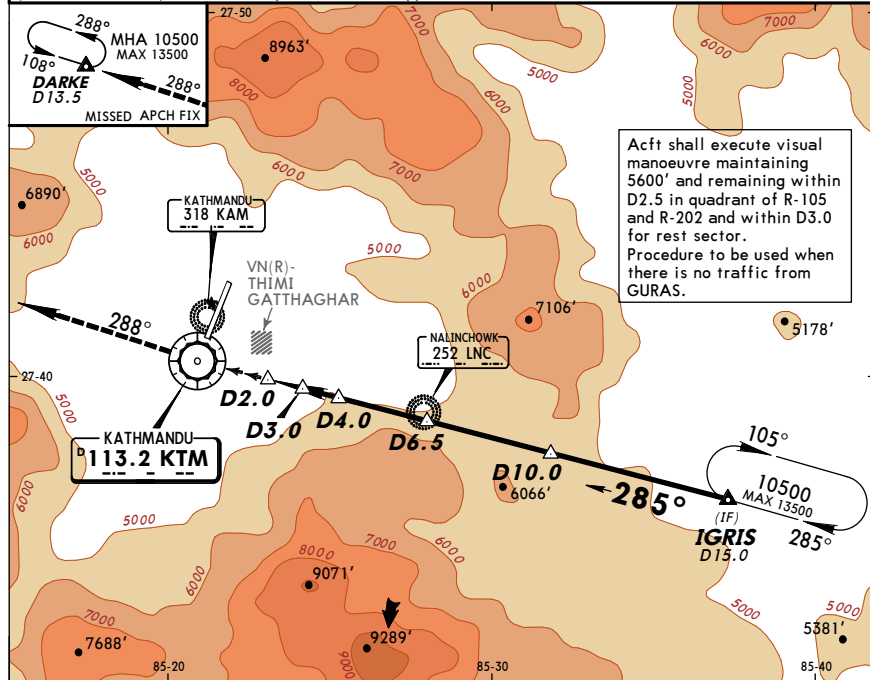 27-50
288°
108°
MHA 10500
MAX 13500
DARKE
D13.5
288°
MISSED APCH FIX
8963'
8000
7000
6000
6000
7000
6000
5000
5000
7000
6000
5000
6890'
6000
KATHMANDU
318 KAM
Acft shall execute visual
manoeuvre maintaining
5600' and remaining within
D2.5 in quadrant of R-105
and R-202 and within D3.0
for rest sector.
Procedure to be used when
there is no traffic from
GURAS.
5000
VN(R)-
THIMI
GATTHAGHAR
6000
7106'
5178'
288°
NALINCHOWK
252 LNC
27-40
D2.0
D3.0
D4.0
D6.5
D10.0
5000
6000
KATHMANDU
D 113.2 KTM
105°
10500
MAX 13500
285°
6066'
285°
(IF)
IGRIS
D15.0
5000
6000
7000
8000
9071'
6000
5000
5000
9289'
9000
7000
7688'
5381'
85-20
85-30
85-40